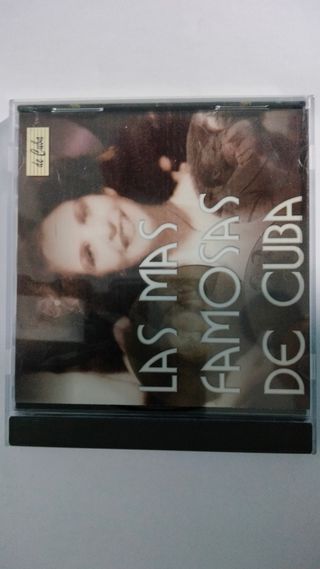 de Cuba
LAS MAS
FAMOSAS
DE CUBA